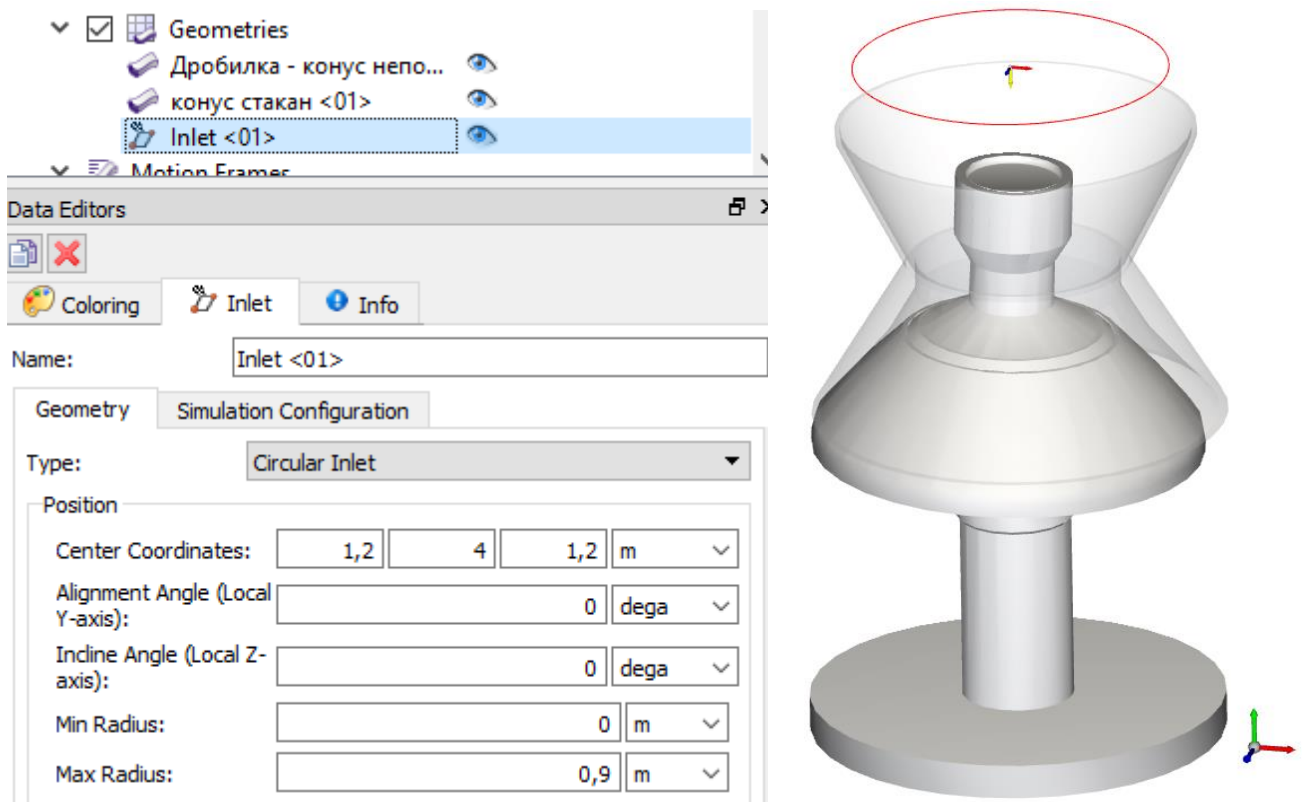 Geometries
Дробилка - конус непо...
конус стакан <01>
Inlet <01>
Motion Frames
Data Editors
Coloring
Inlet
Info
Name: Inlet <01>
Geometry Simulation Configuration
Type: Circular Inlet
Position
Center Coordinates: 1,2 4 1,2 m
Alignment Angle (Local
Y-axis): 0 dega
Incline Angle (Local Z-
axis): 0 dega
Min Radius: 0 m
Max Radius: 0,9 m